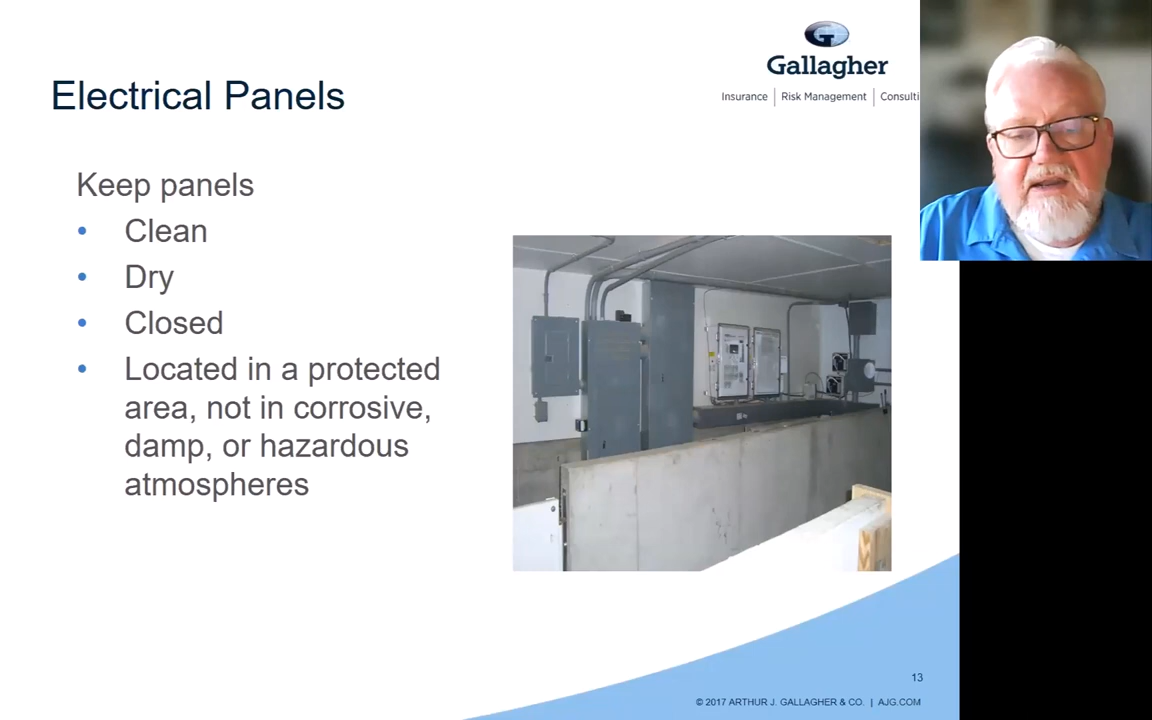 Gallagher
Insurance | Risk Management | Consulti
Electrical Panels
Keep panels
• Clean
• Dry
• Closed
• Located in a protected
area, not in corrosive,
damp, or hazardous
atmospheres
13
© 2017 ARTHUR J. GALLAGHER & CO. | AJG.COM